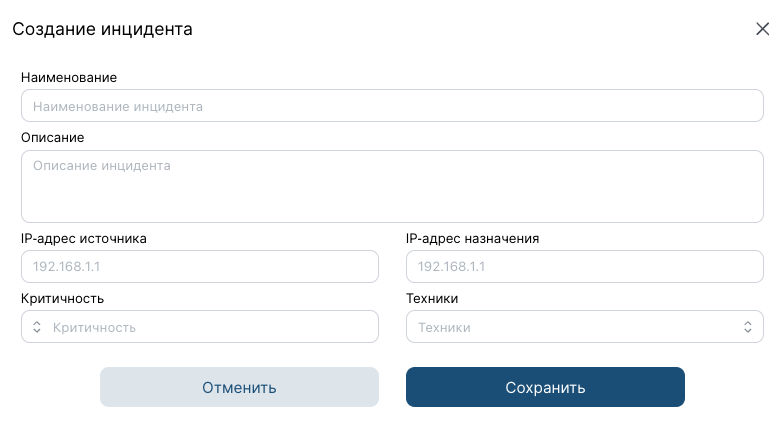 Создание инцидента
Наименование
Наименование инцидента
Описание
Описание инцидента
IP-адрес источника
IP-адрес назначения
192.168.1.1
192.168.1.1
Критичность
Техники
Критичность
Техники
Отменить
Сохранить